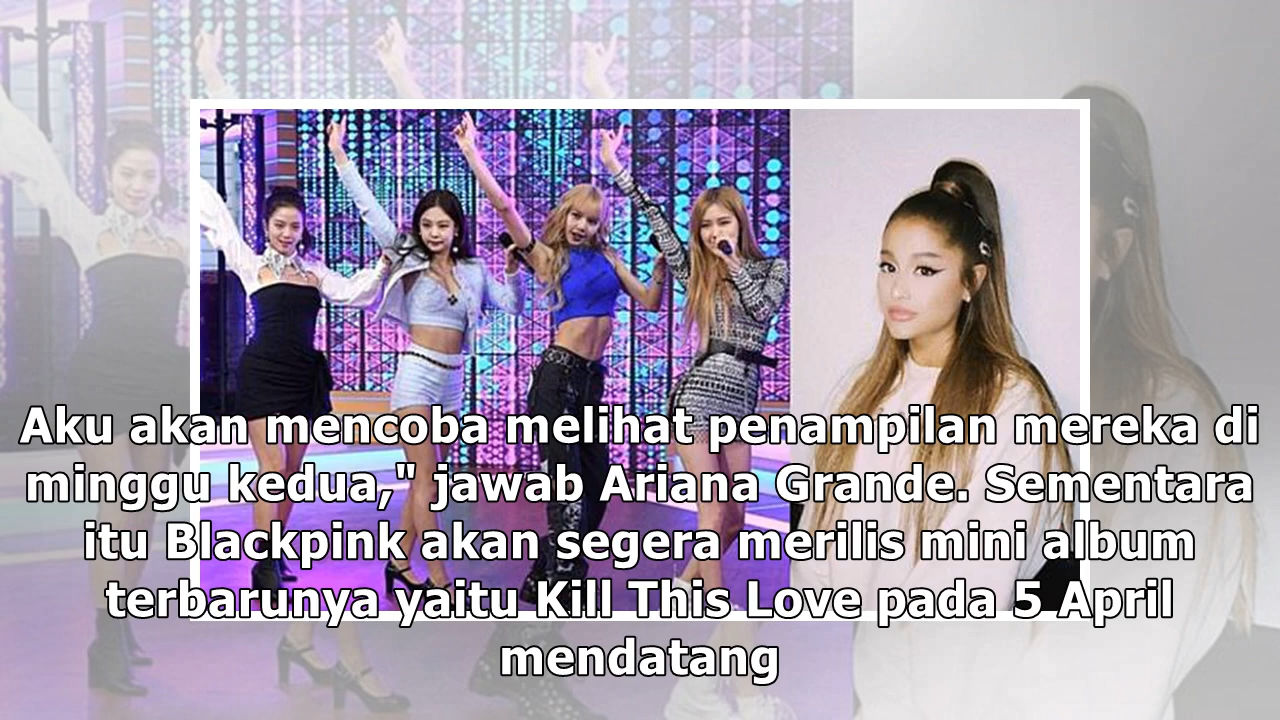 Aku akan mencoba melihat penampilan mereka di
minggu kedua," jawab Ariana Grande. Sementara
itu Blackpink akan segera merilis mini album
terbarunya yaitu Kill This Love pada 5 April
mendatang